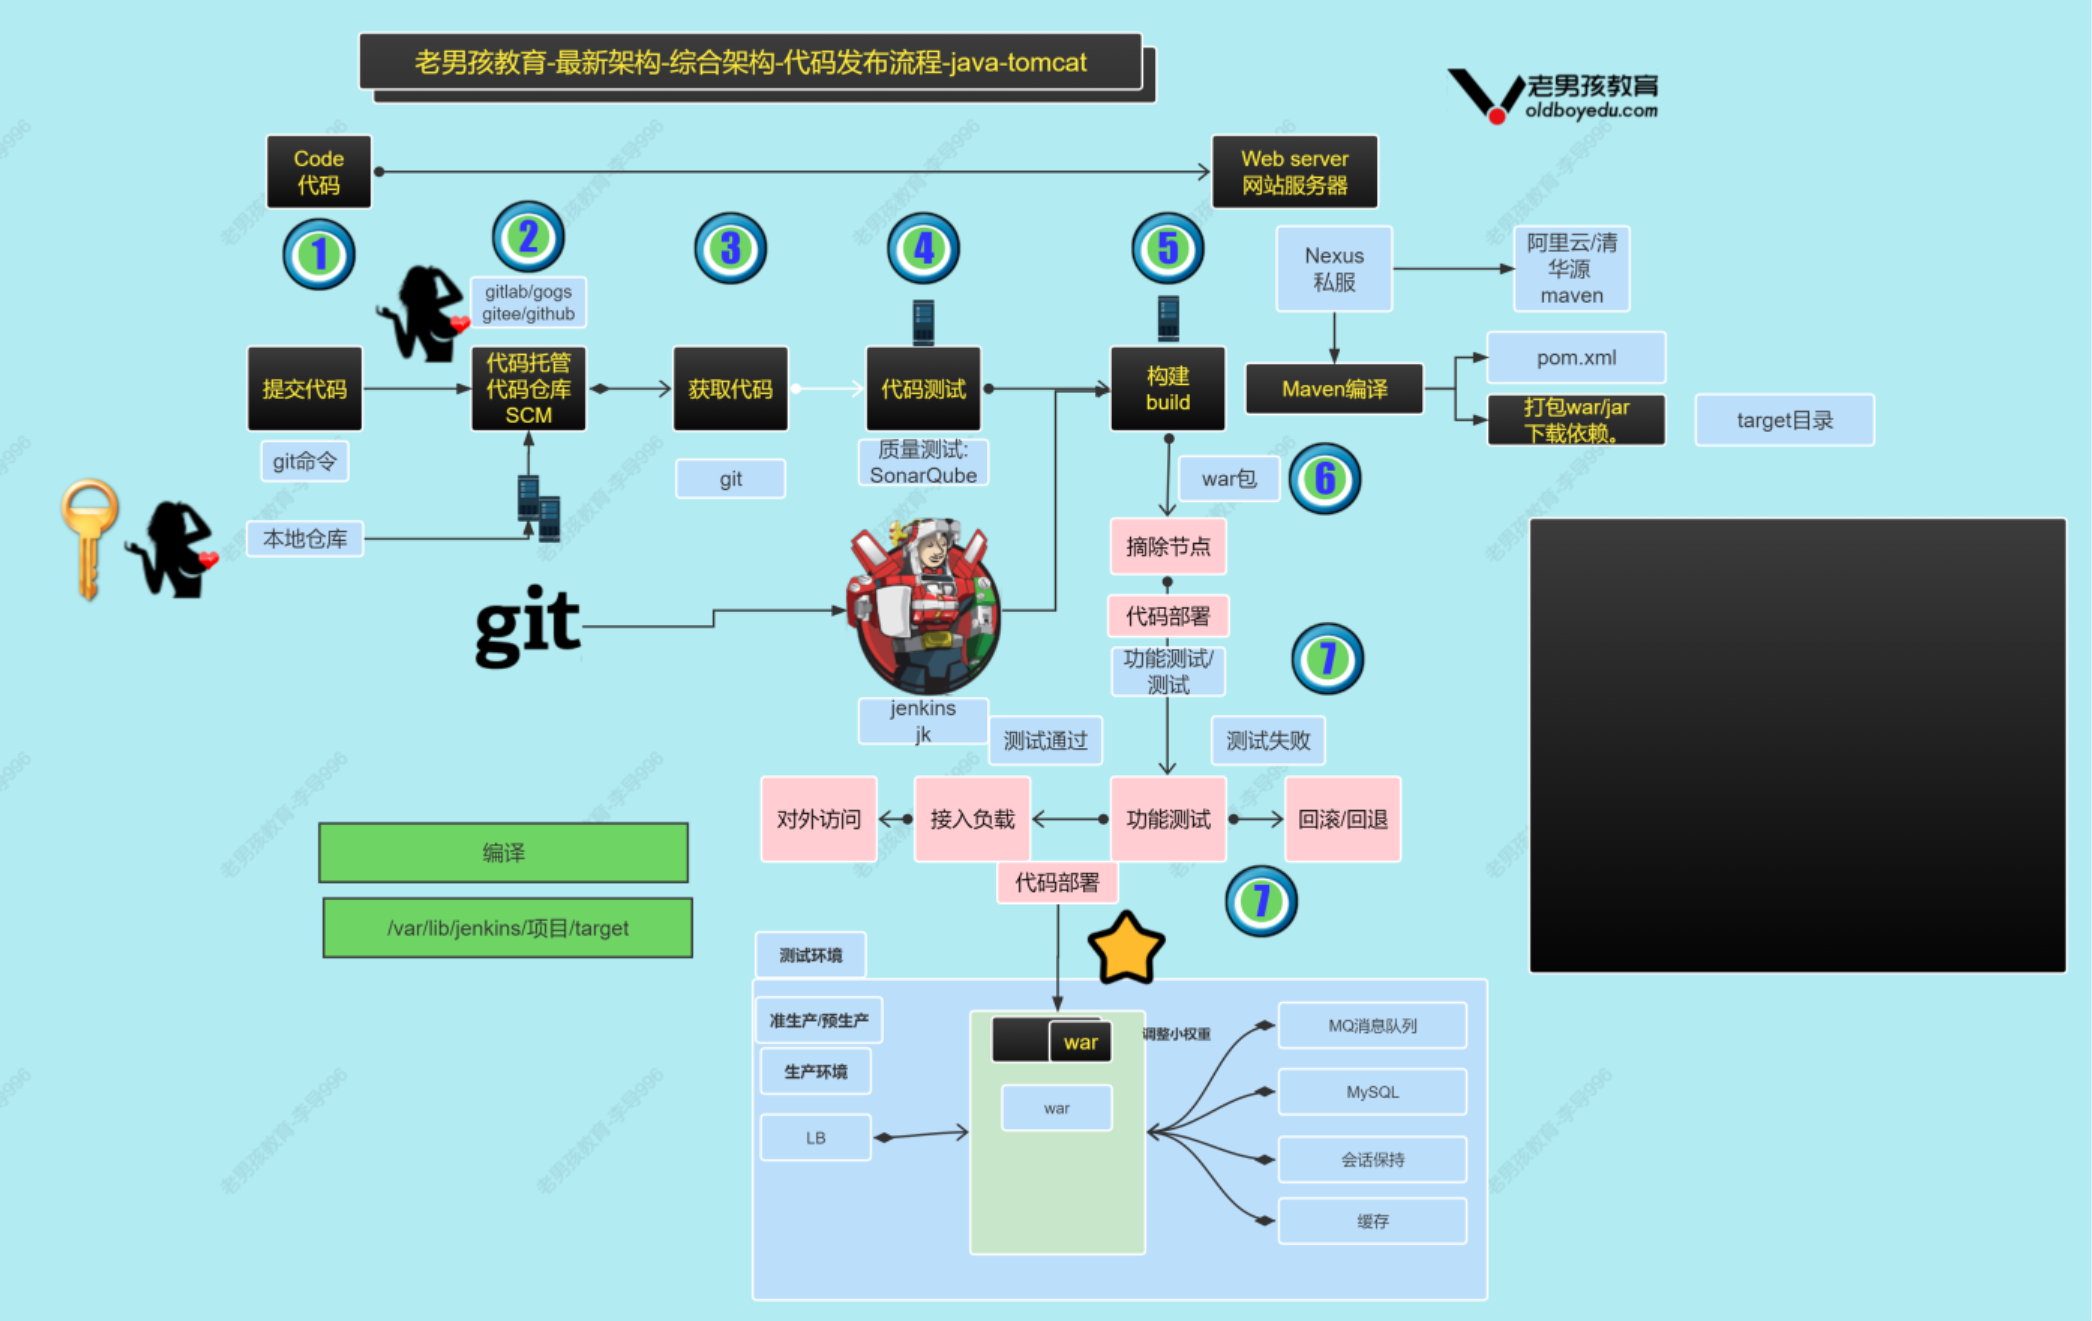 老男孩教育-最新架构-综合架构-代码发布流程-java-tomcat
老男孩教育
oldboyedu.com
Code
代码
Web server
网站服务器
1
2
3
4
5
gitlab/gogs
gitee/github
Nexus
私服
阿里云/清
华源
maven
提交代码
代码托管
代码仓库
SCM
获取代码
代码测试
构建
build
Maven编译
pom.xml
打包war/jar
下载依赖。
target目录
git命令
git
质量测试:
SonarQube
war包
6
本地仓库
摘除节点
git
代码部署
功能测试/
测试
7
jenkins
jk
测试通过
测试失败
对外访问
接入负载
功能测试
回滚/回退
编译
代码部署
7
/var/lib/jenkins/项目/target
测试环境
准生产/预生产
生产环境
LB
war
war
调整小权重
MQ消息队列
MySQL
会话保持
缓存
老男孩教育-李导996